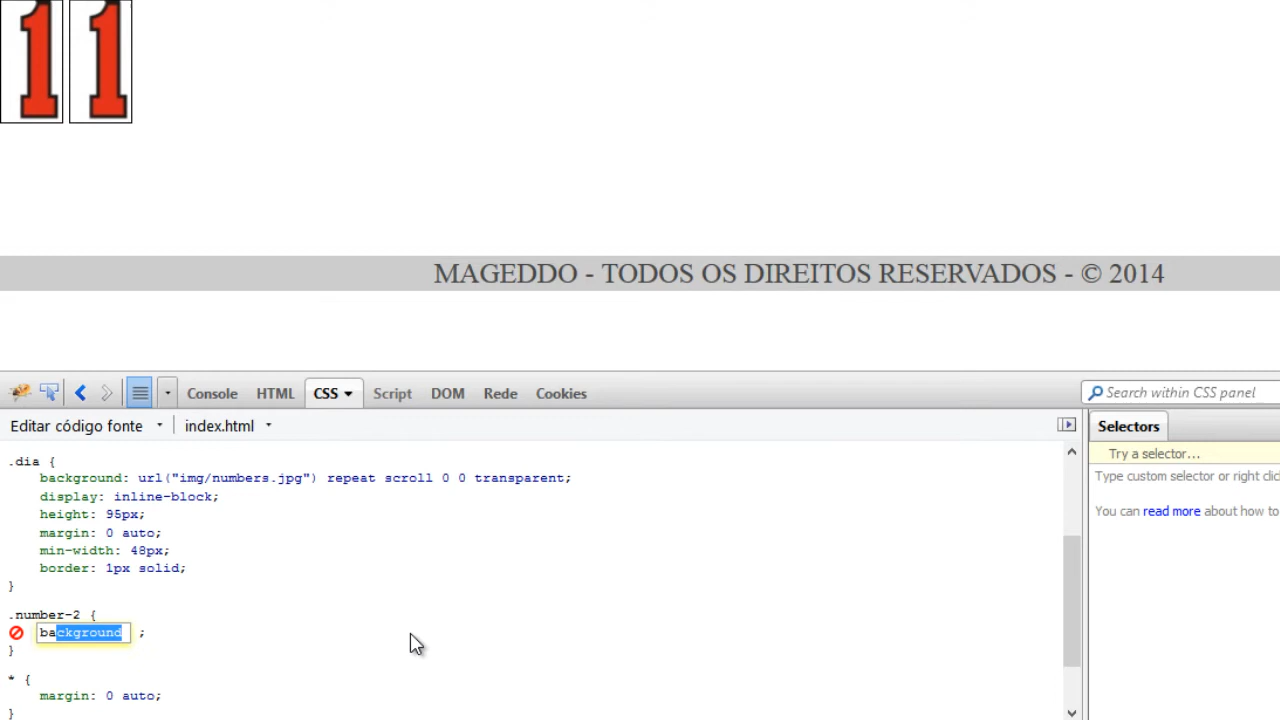 1 1
MAGEDDO - TODOS OS DIREITOS RESERVADOS - © 2014
Console HTML CSS Script DOM Rede Cookies Search within CSS panel
Editar código fonte index.html Selectors
.dia {
background: url("img/numbers.jpg") repeat scroll 0 0 transparent;
display: inline-block;
height: 95px;
margin: 0 auto;
min-width: 48px;
border: 1px solid;
}
.number-2 {
background ;
}
* {
margin: 0 auto;
}
Try a selector...
Type custom selector or right clic
You can read more about how to